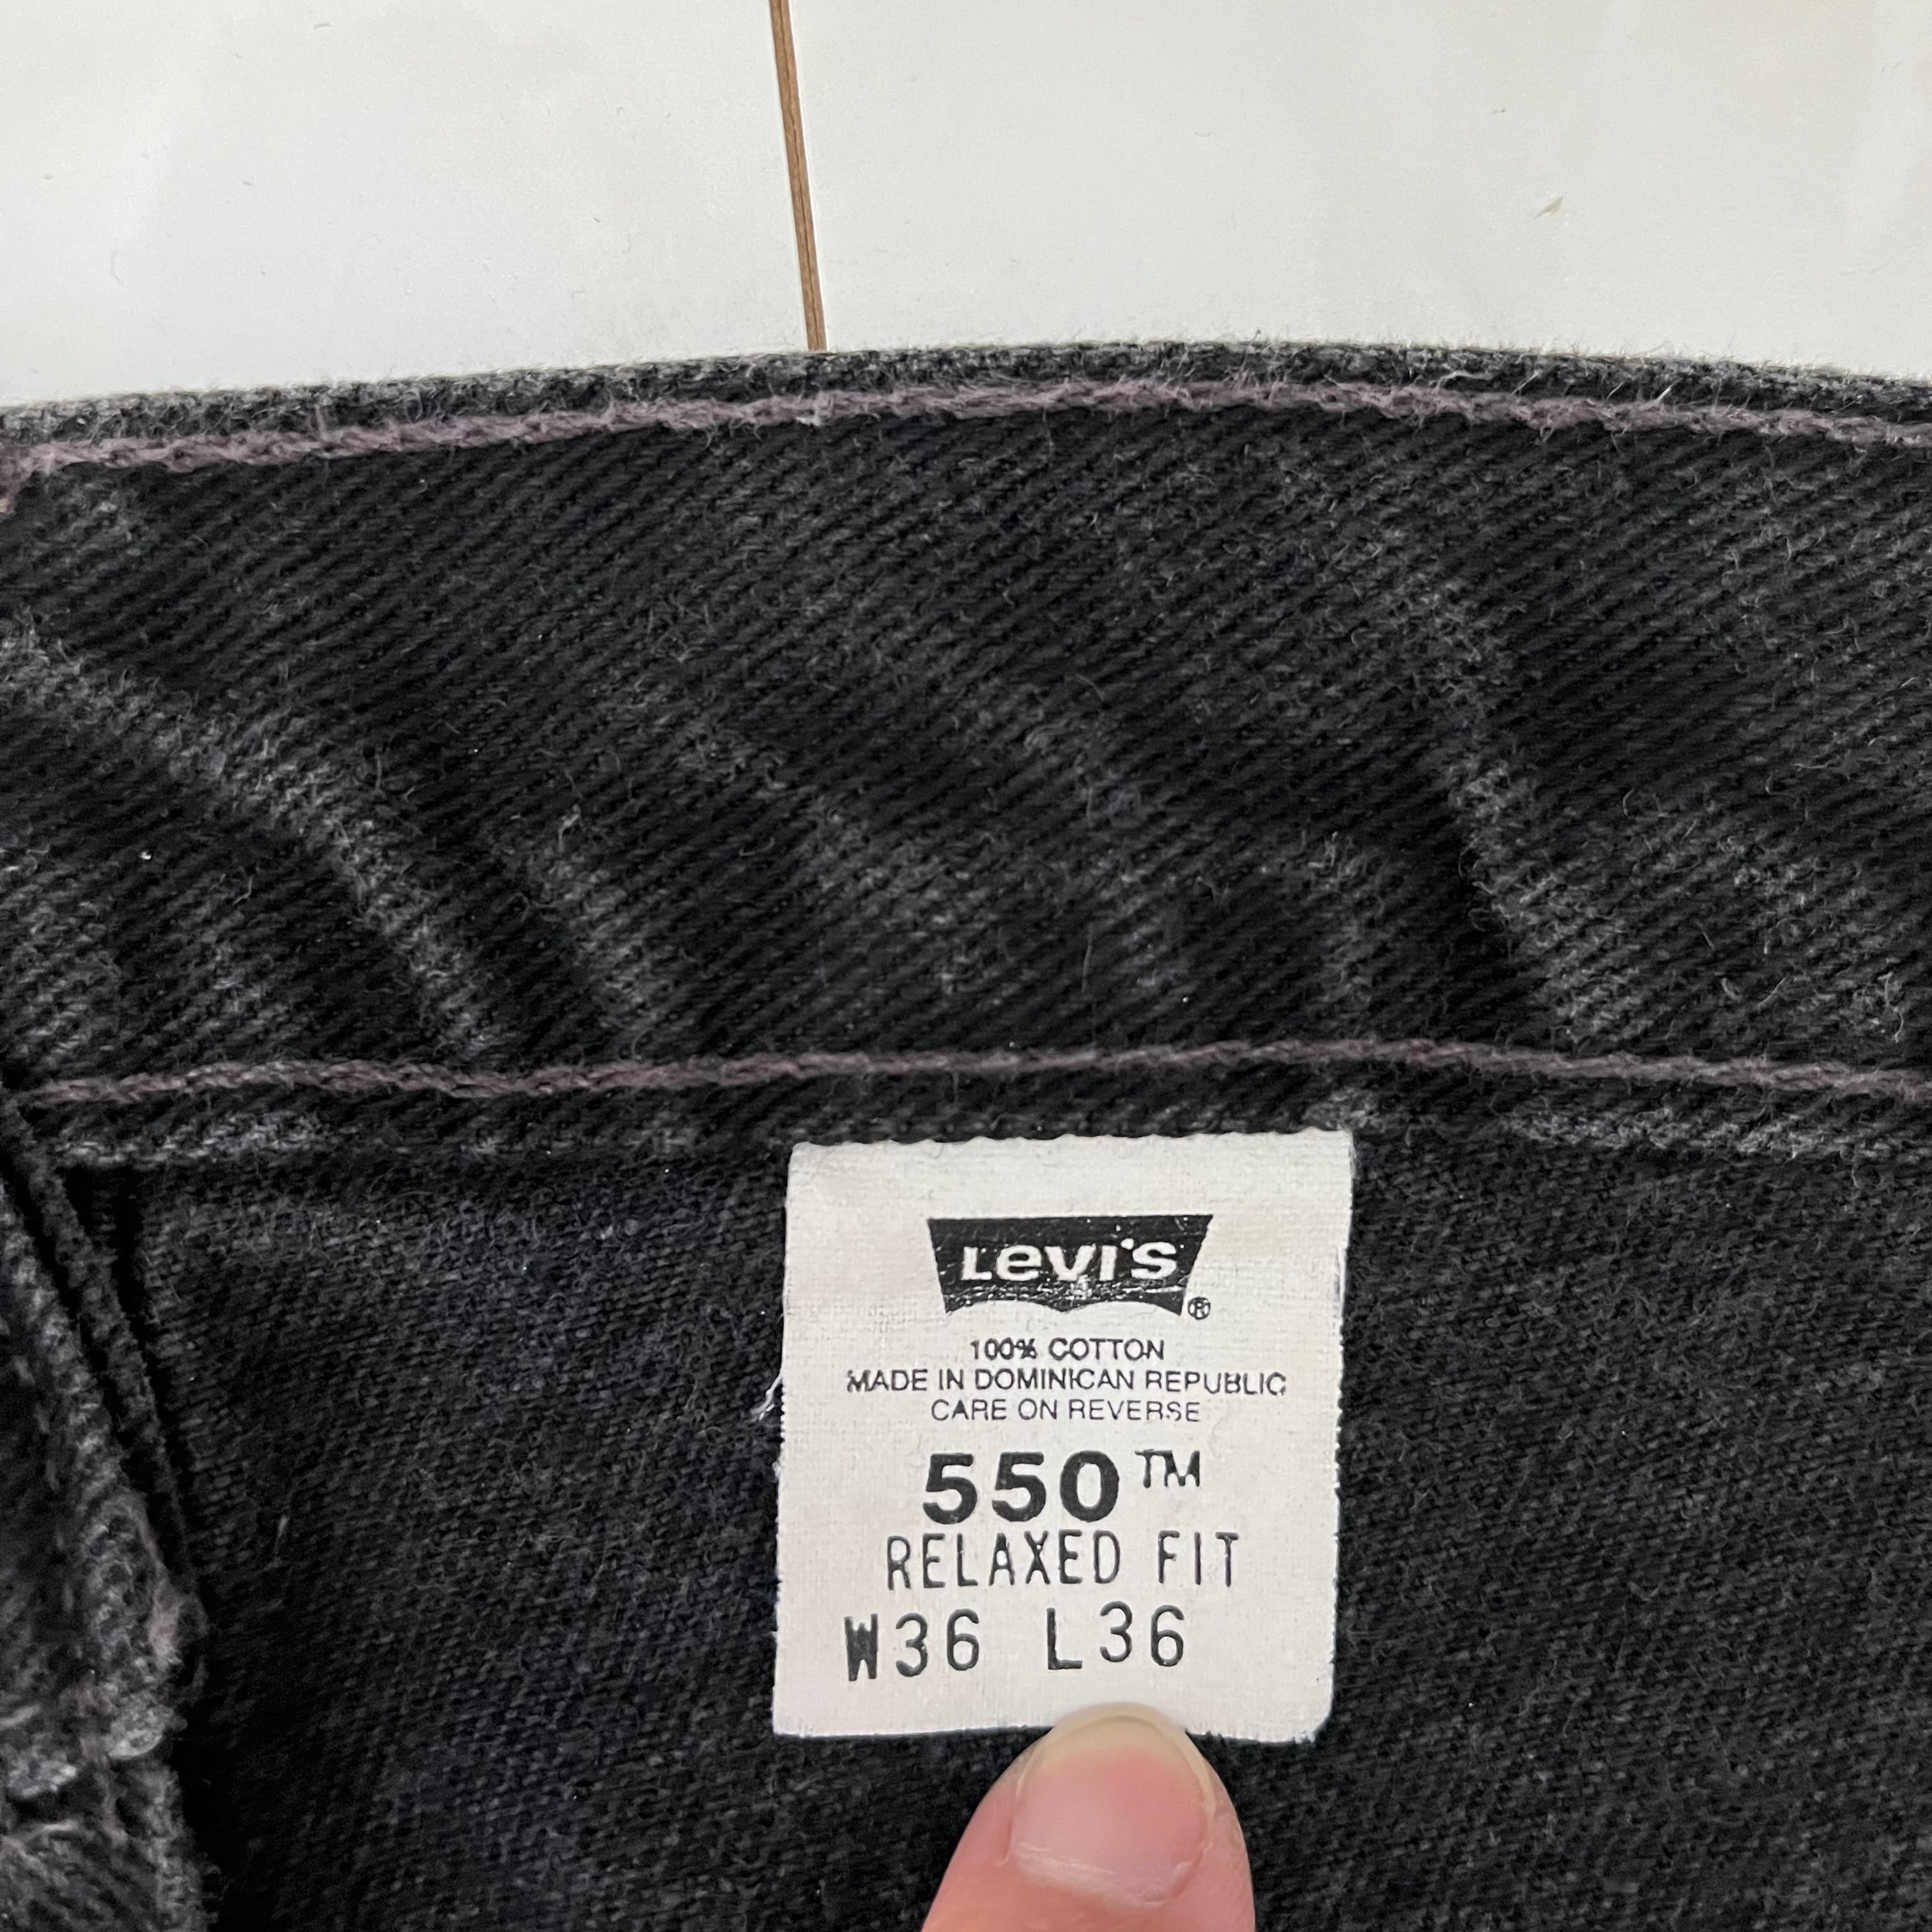 Levi's®
100% COTTON
MADE IN DOMINICAN REPUBLIC
CARE ON REVERSE
550™
RELAXED FIT
W36 L36